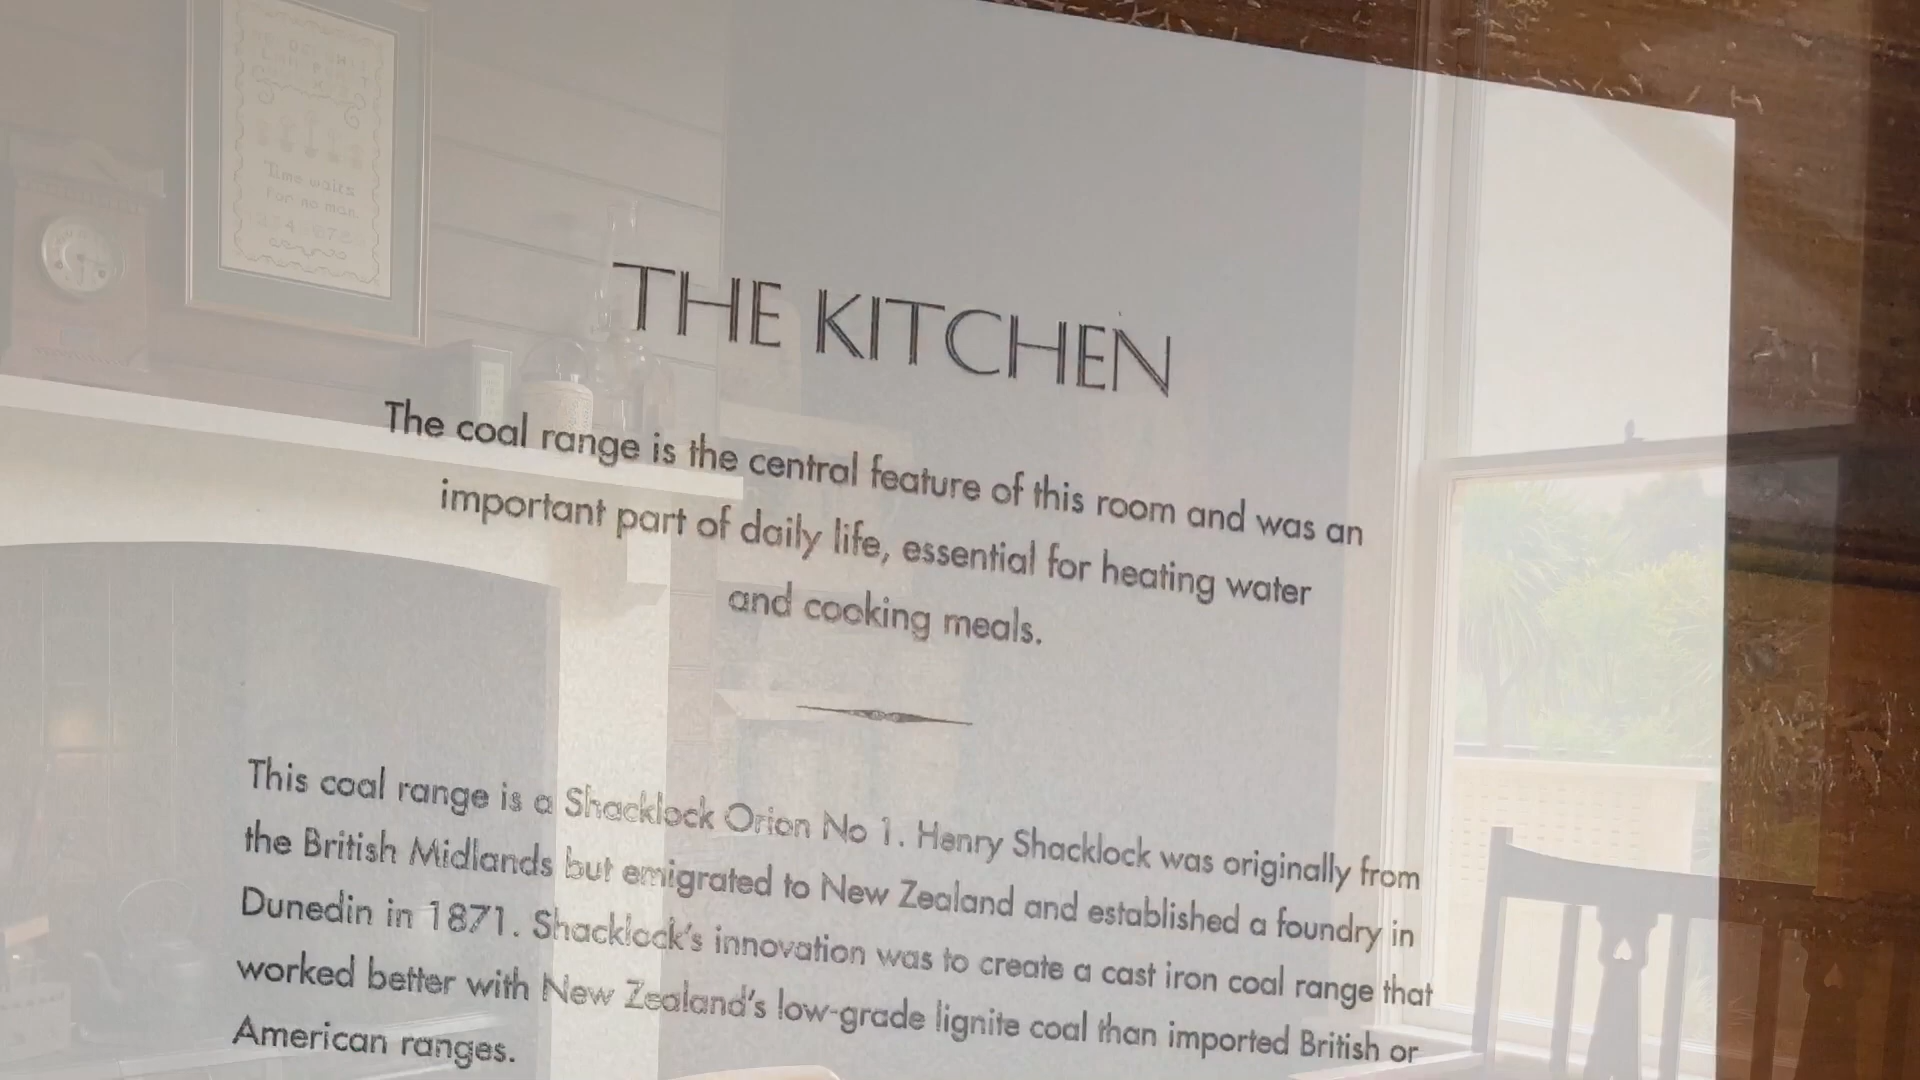 Time waits
for no man.
THE KITCHEN
The coal range is the central feature of this room and was an
important part of daily life, essential for heating water
and cooking meals.
This coal range is a Shacklock Orion No 1. Henry Shacklock was originally from
the British Midlands but emigrated to New Zealand and established a foundry in
Dunedin in 1871. Shacklock's innovation was to create a cast iron coal range that
worked better with New Zealand's low-grade lignite coal than imported British or
American ranges.